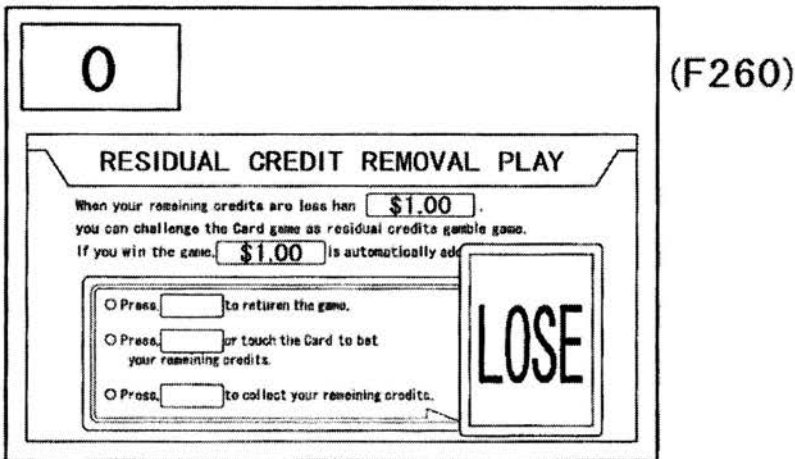 0
(F260)
RESIDUAL CREDIT REMOVAL PLAY
When your remaining credits are less han $1.00 .
you can challenge the Card game as residual credits gamble game.
If you win the game. $1.00 is automatically add
LOSE
O Press, to returen the game.
O Press, or touch the Card to bet
your remaining credits.
O Press, to collect your remeining credits.